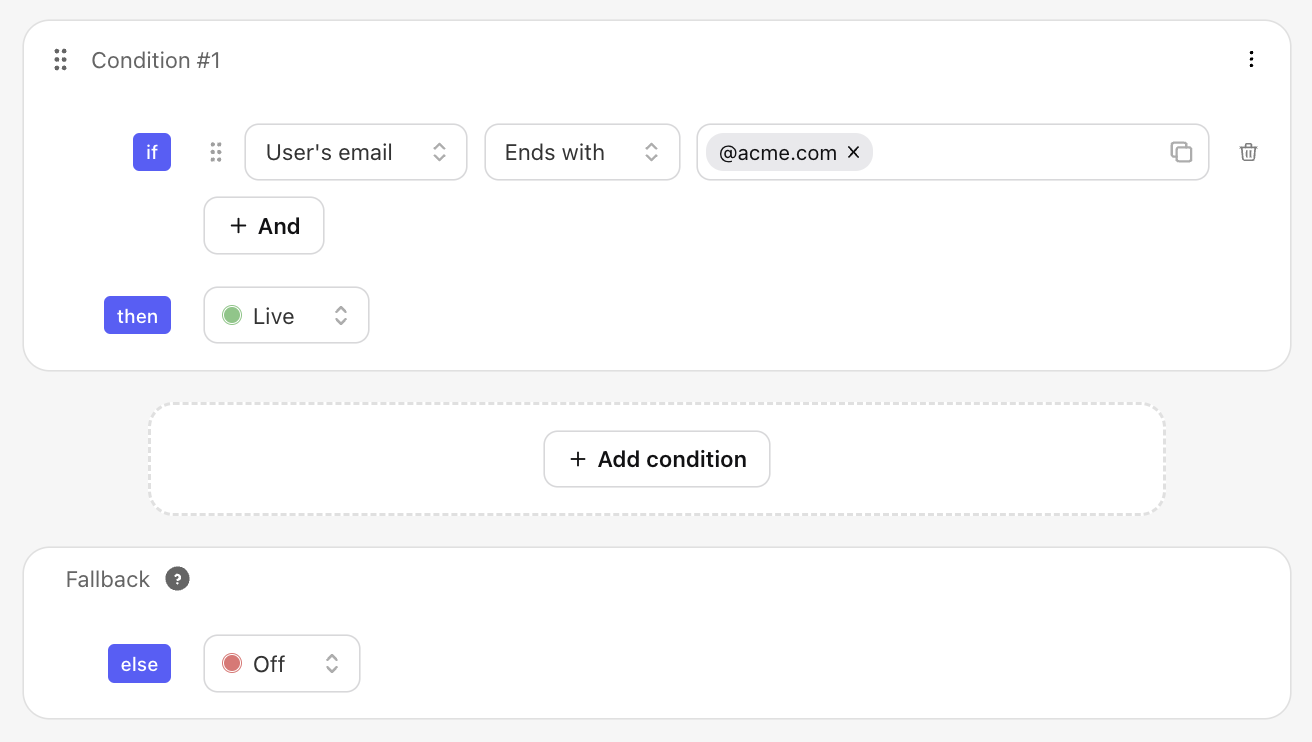 Condition #1
if User's email Ends with @acme.com ×
+ And
then Live
+ Add condition
Fallback ?
else Off